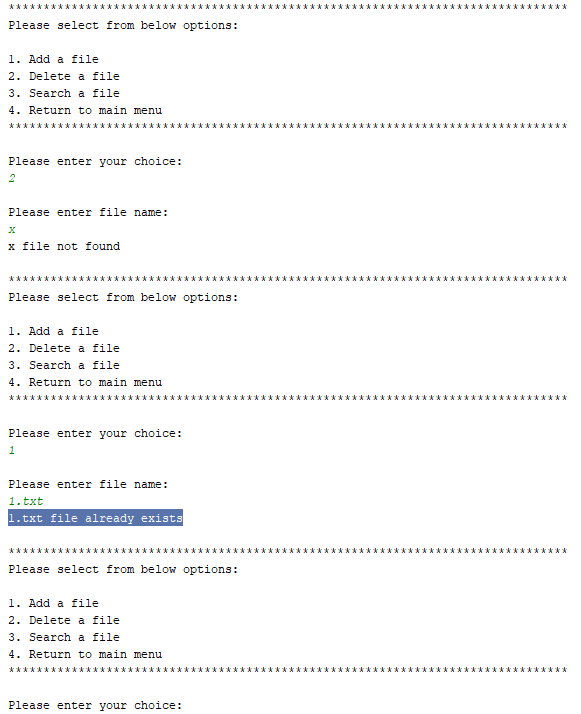 ********************************************************************************
Please select from below options:
1. Add a file
2. Delete a file
3. Search a file
4. Return to main menu
********************************************************************************
Please enter your choice:
2
Please enter file name:
x
x file not found
********************************************************************************
Please select from below options:
1. Add a file
2. Delete a file
3. Search a file
4. Return to main menu
********************************************************************************
Please enter your choice:
1
Please enter file name:
1.txt
1.txt file already exists
********************************************************************************
Please select from below options:
1. Add a file
2. Delete a file
3. Search a file
4. Return to main menu
********************************************************************************
Please enter your choice: